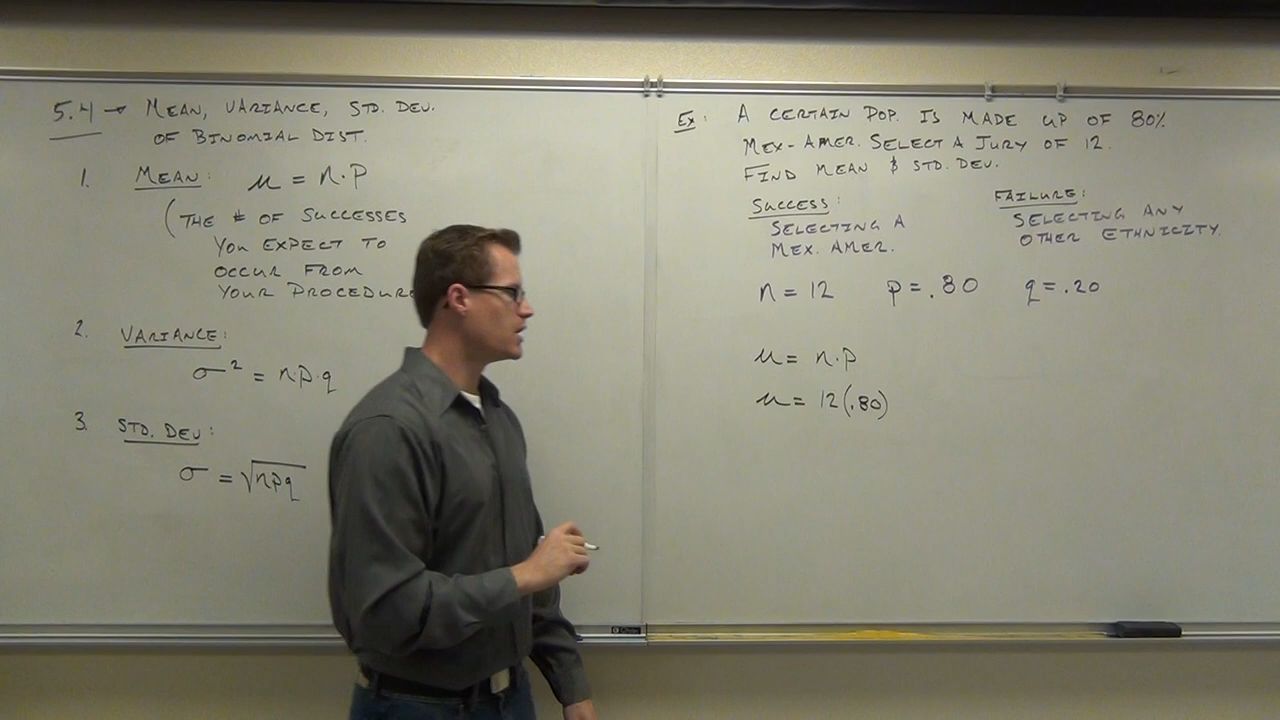 5.4 → MEAN, VARIANCE, STD. DEV.
OF BINOMIAL DIST.
1. MEAN: μ = n·p
(THE # OF SUCCESSES
YOU EXPECT TO
OCCUR FROM
YOUR PROCEDURE
2. VARIANCE:
σ² = n·p·q
3. STD. DEV:
σ = √npq
EX: A CERTAIN POP. IS MADE UP OF 80%
MEX-AMER. SELECT A JURY OF 12.
FIND MEAN & STD. DEV.
SUCCESS:
SELECTING A
MEX. AMER.
FAILURE:
SELECTING ANY
OTHER ETHNICITY.
n = 12 p = .80 q = .20
μ = n·p
μ = 12(.80)